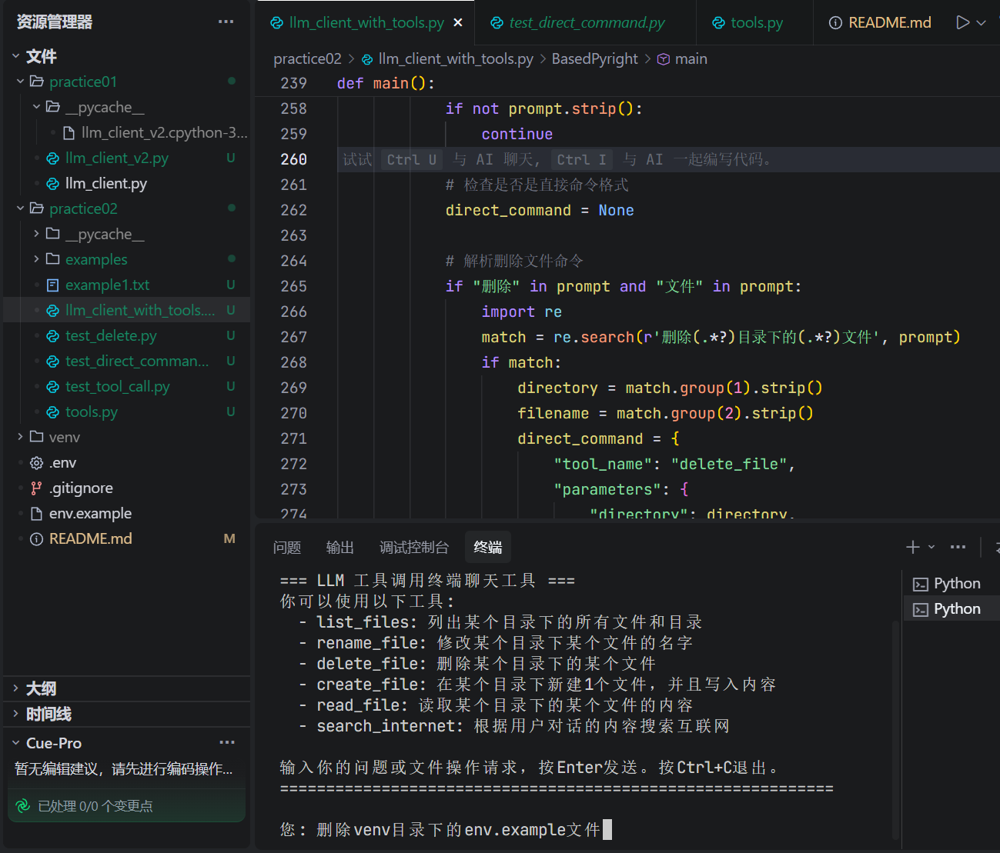 资源管理器 ···
文件
practice01
__pycache__
llm_client_v2.cpython-3...
llm_client_v2.py U
llm_client.py
practice02
__pycache__
examples
example1.txt U
llm_client_with_tools.... U
test_delete.py U
test_direct_comman... U
test_tool_call.py U
tools.py U
venv
.env
.gitignore
env.example
README.md M
大纲
时间线
Cue-Pro ···
暂无编辑建议，请先进行编码操作...
已处理 0/0 个变更点
llm_client_with_tools.py × test_direct_command.py tools.py README.md
practice02 > llm_client_with_tools.py > BasedPyright > main
239 def main():
258 if not prompt.strip():
259 continue
260 试试 Ctrl U 与 AI 聊天, Ctrl I 与 AI 一起编写代码。
261 # 检查是否是直接命令格式
262 direct_command = None
263
264 # 解析删除文件命令
265 if "删除" in prompt and "文件" in prompt:
266 import re
267 match = re.search(r'删除(.*?)目录下的(.*?)文件', prompt)
268 if match:
269 directory = match.group(1).strip()
270 filename = match.group(2).strip()
271 direct_command = {
272 "tool_name": "delete_file",
273 "parameters": {
274 "directory": directory,
问题 输出 调试控制台 终端
=== LLM 工具调用终端聊天工具 ===
你可以使用以下工具:
- list_files: 列出某个目录下的所有文件和目录
- rename_file: 修改某个目录下某个文件的名字
- delete_file: 删除某个目录下的某个文件
- create_file: 在某个目录下新建1个文件，并且写入内容
- read_file: 读取某个目录下的某个文件的内容
- search_internet: 根据用户对话的内容搜索互联网
输入你的问题或文件操作请求，按Enter发送。按Ctrl+C退出。
============================================================
您: 删除venv目录下的env.example文件
Python
Python